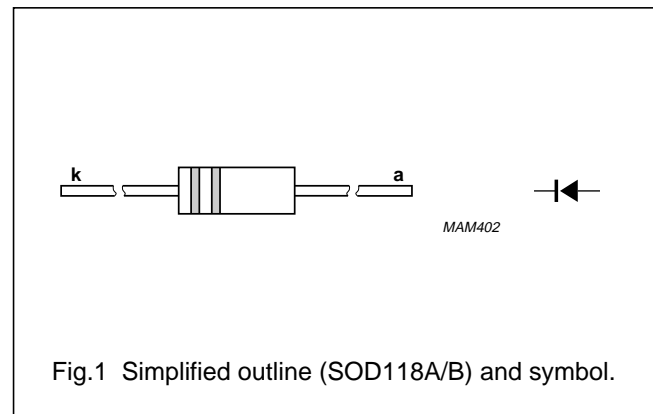 k
a
MAM402
Fig.1 Simplified outline (SOD118A/B) and symbol.